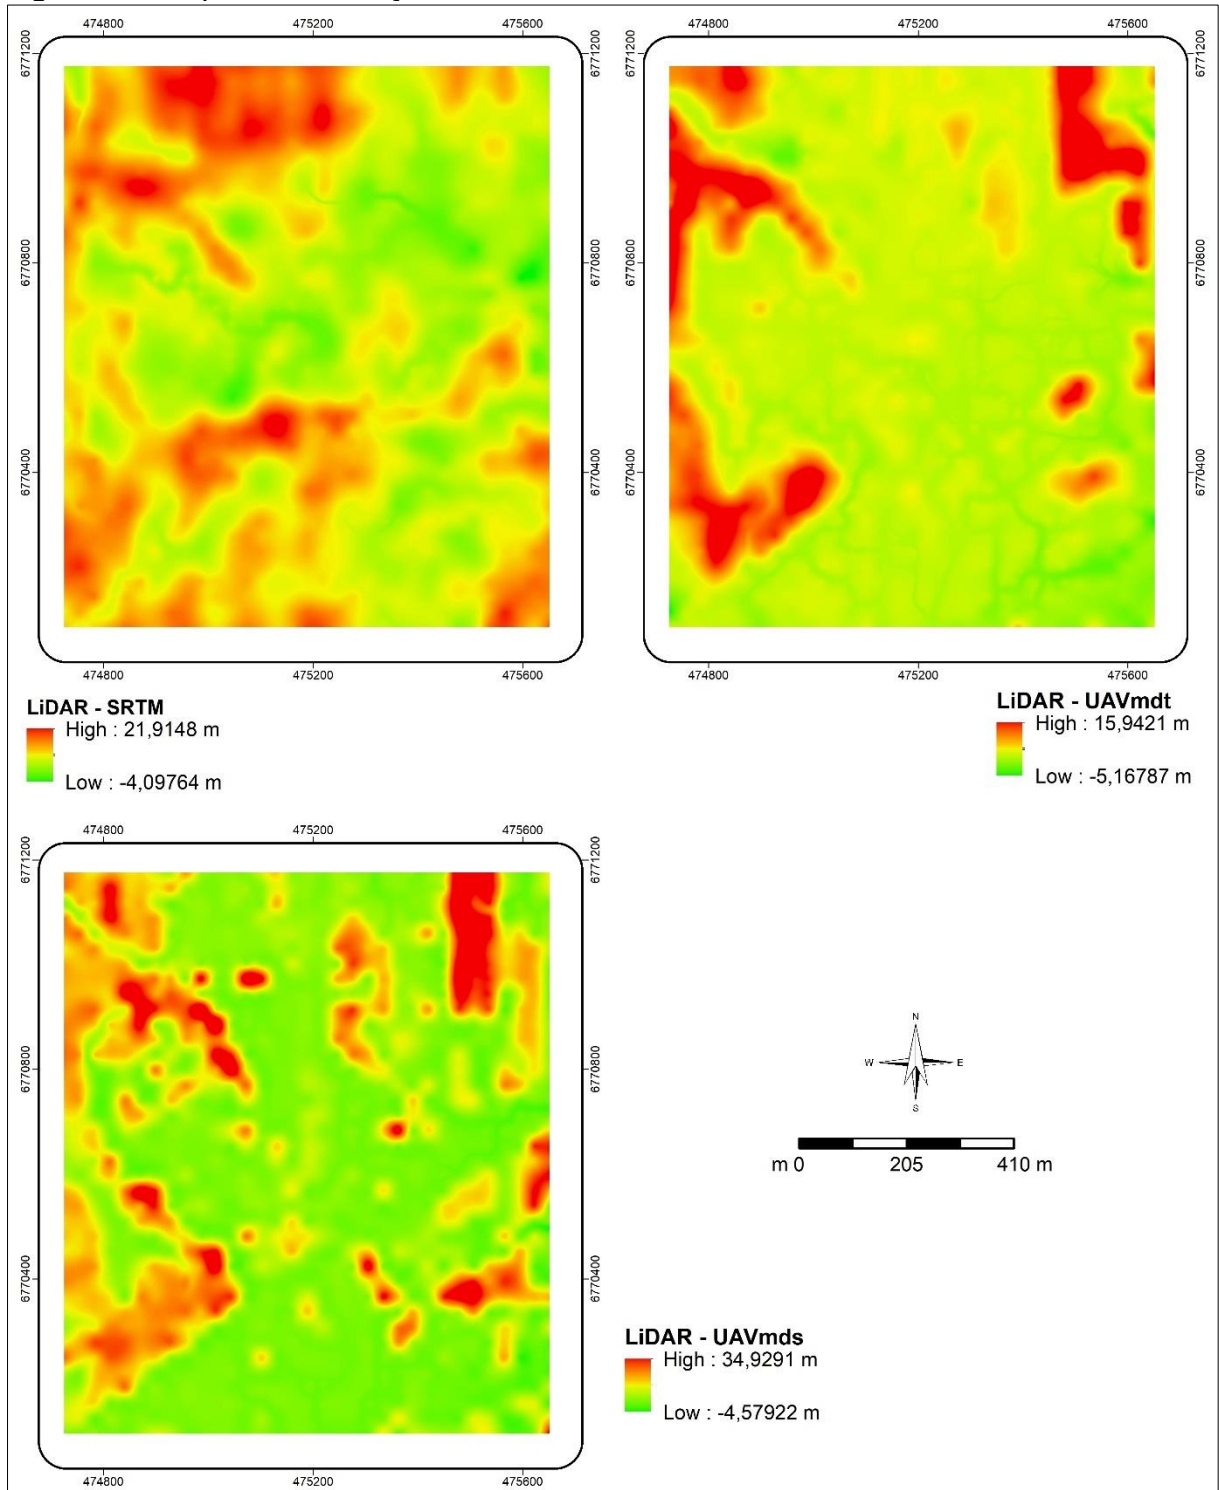 474800 475200 475600 474800 475200 475600
6771200 6771200 6771200 6771200
6770800 6770800 6770800 6770800
6770400 6770400 6770400 6770400
474800 475200 475600 474800 475200 475600
LiDAR - SRTM
High : 21,9148 m
Low : -4,09764 m
LiDAR - UAVmdt
High : 15,9421 m
Low : -5,16787 m
474800 475200 475600
6771200 6771200
6770800 6770800
6770400 6770400
474800 475200 475600
N
W E
S
m 0 205 410 m
LiDAR - UAVmds
High : 34,9291 m
Low : -4,57922 m